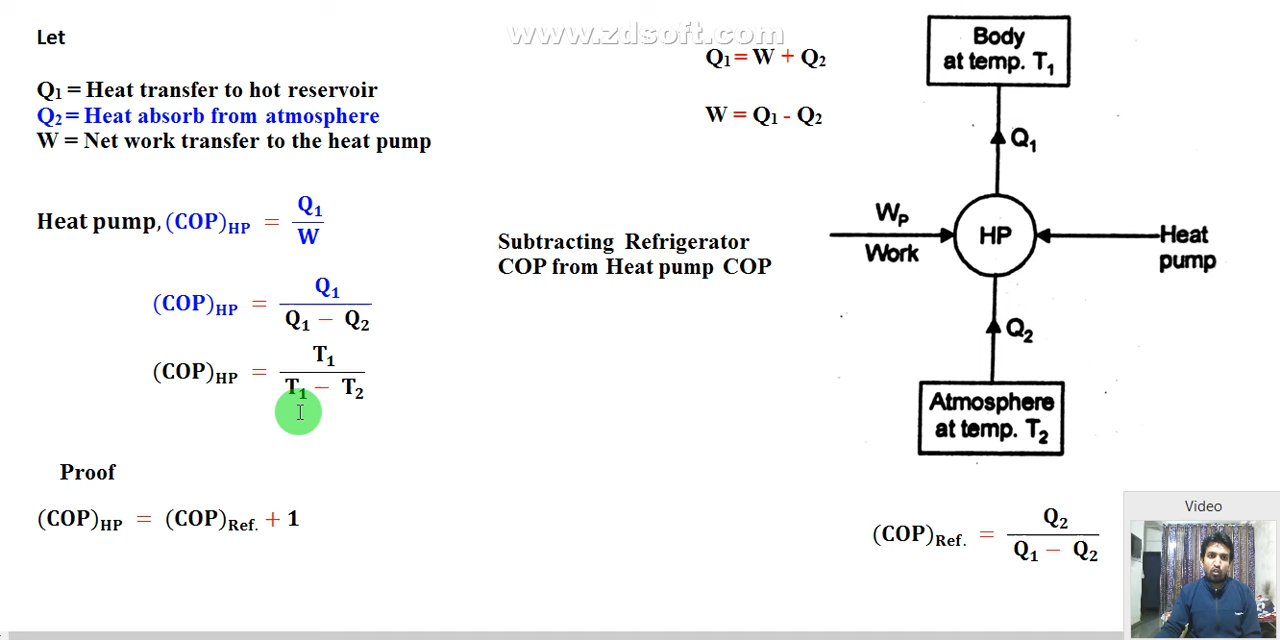 www.zdsoft.com
Let
Q1 = Heat transfer to hot reservoir
Q2 = Heat absorb from atmosphere
W = Net work transfer to the heat pump
Heat pump, (COP)HP = Q1 / W
(COP)HP = Q1 / Q1 − Q2
(COP)HP = T1 / T1 − T2
Proof
(COP)HP = (COP)Ref. + 1
Q1 = W + Q2
W = Q1 - Q2
Subtracting Refrigerator
COP from Heat pump COP
Body
at temp. T1
Q1
WP
Work
HP
Heat
pump
Q2
Atmosphere
at temp. T2
(COP)Ref. = Q2 / Q1 − Q2
Video